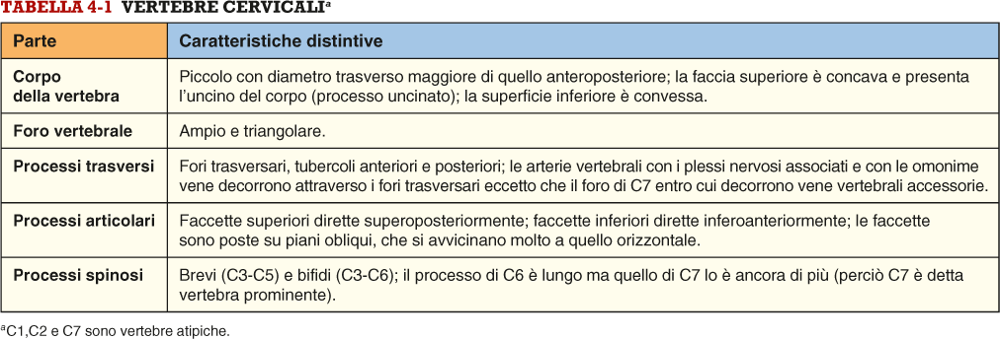 TABELLA 4-1 VERTEBRE CERVICALIª
Parte Caratteristiche distintive
Corpo
della vertebra
Piccolo con diametro trasverso maggiore di quello anteroposteriore; la faccia superiore è concava e presenta
l’uncino del corpo (processo uncinato); la superficie inferiore è convessa.
Foro vertebrale Ampio e triangolare.
Processi trasversi Fori trasversari, tubercoli anteriori e posteriori; le arterie vertebrali con i plessi nervosi associati e con le omonime
vene decorrono attraverso i fori trasversari eccetto che il foro di C7 entro cui decorrono vene vertebrali accessorie.
Processi articolari Faccette superiori dirette superoposteriormente; faccette inferiori dirette inferoanteriormente; le faccette
sono poste su piani obliqui, che si avvicinano molto a quello orizzontale.
Processi spinosi Brevi (C3-C5) e bifidi (C3-C6); il processo di C6 è lungo ma quello di C7 lo è ancora di più (perciò C7 è detta
vertebra prominente).
ªC1,C2 e C7 sono vertebre atipiche.